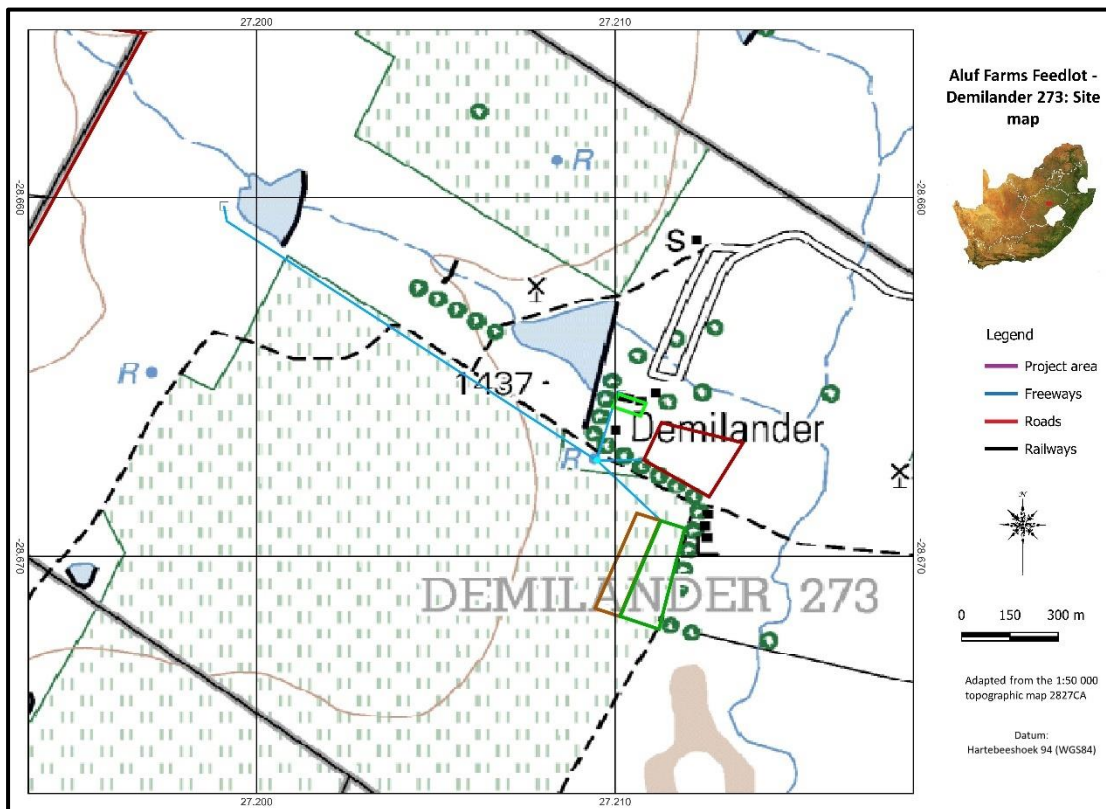 27.200
27.210
-28.660
-28.660
R
S
R
1437
Demilander
R
-28.670
-28.670
DEMILANDER 273
27.200
27.210
Aluf Farms Feedlot -
Demilander 273: Site
map
Legend
Project area
Freeways
Roads
Railways
N
0 150 300 m
Adapted from the 1:50 000
topographic map 2827CA
Datum:
Hartebeeshoek 94 (WGS84)